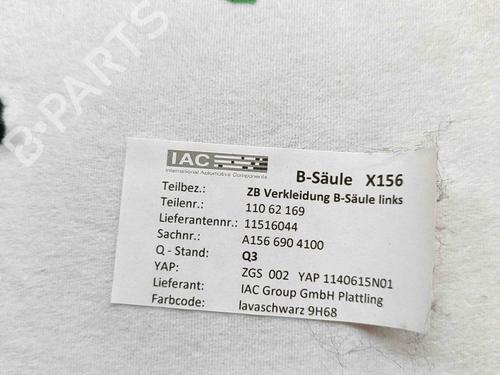 B-PARTS
IAC
International Automotive Components
B-Säule X156
Teilbez.: ZB Verkleidung B-Säule links
Teilenr.: 110 62 169
Lieferantennr.: 11516044
Sachnr.: A156 690 4100
Q - Stand: Q3
YAP: ZGS 002 YAP 1140615N01
Lieferant: IAC Group GmbH Plattling
Farbcode: lavaschwarz 9H68